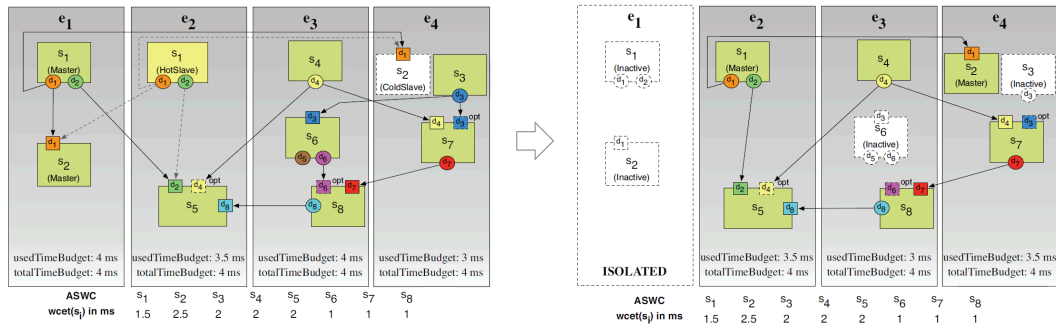 e1 e2 e3 e4
s1 (Master)
d1 d2
s1 (HotSlave)
d1 d2
s4
d4
d1
s2 (ColdSlave)
s3
d3
d1
s2 (Master)
d3
s6
d5 d6
d4 d3 opt
s7
d7
d2 d4 opt
s5
d8
d6 opt d7
d8 s8
usedTimeBudget: 4 ms usedTimeBudget: 3.5 ms usedTimeBudget: 4 ms usedTimeBudget: 3 ms
totalTimeBudget: 4 ms totalTimeBudget: 4 ms totalTimeBudget: 4 ms totalTimeBudget: 4 ms
ASWC s1 s2 s3 s4 s5 s6 s7 s8
wcet(si) in ms 1.5 2.5 2 2 2 1 1 1
e1 e2 e3 e4
s1
(Inactive)
d1 d2
s1
(Master)
d1 d2
s4
d4
d1
s2
(Master)
s3
(Inactive)
d3
d1
s2
(Inactive)
d3
s6
(Inactive)
d5 d6
d4 d3 opt
s7
d7
d2 d4 opt
s5
d8
d6 opt d7
d8 s8
ISOLATED
usedTimeBudget: 3.5 ms usedTimeBudget: 3 ms usedTimeBudget: 3.5 ms
totalTimeBudget: 4 ms totalTimeBudget: 4 ms totalTimeBudget: 4 ms
ASWC s1 s2 s3 s4 s5 s6 s7 s8
wcet(si) in ms 1.5 2.5 2 2 2 1 1 1